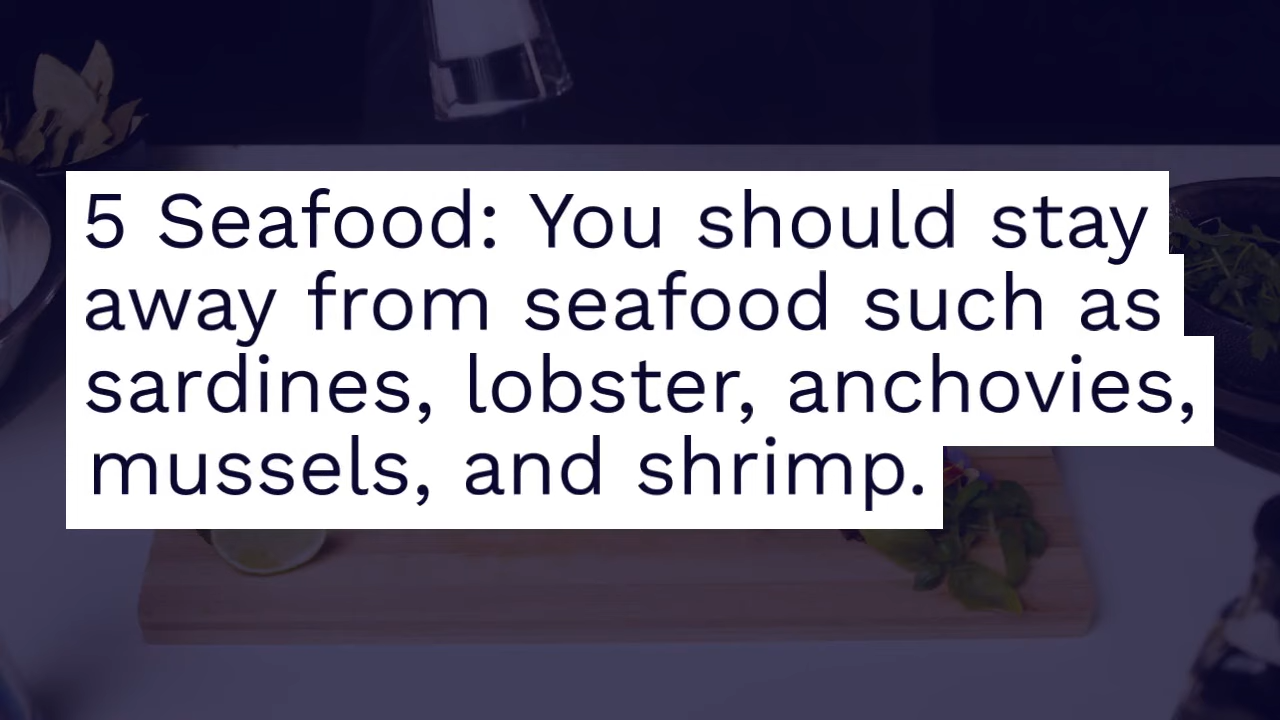 5 Seafood: You should stay
away from seafood such as
sardines, lobster, anchovies,
mussels, and shrimp.